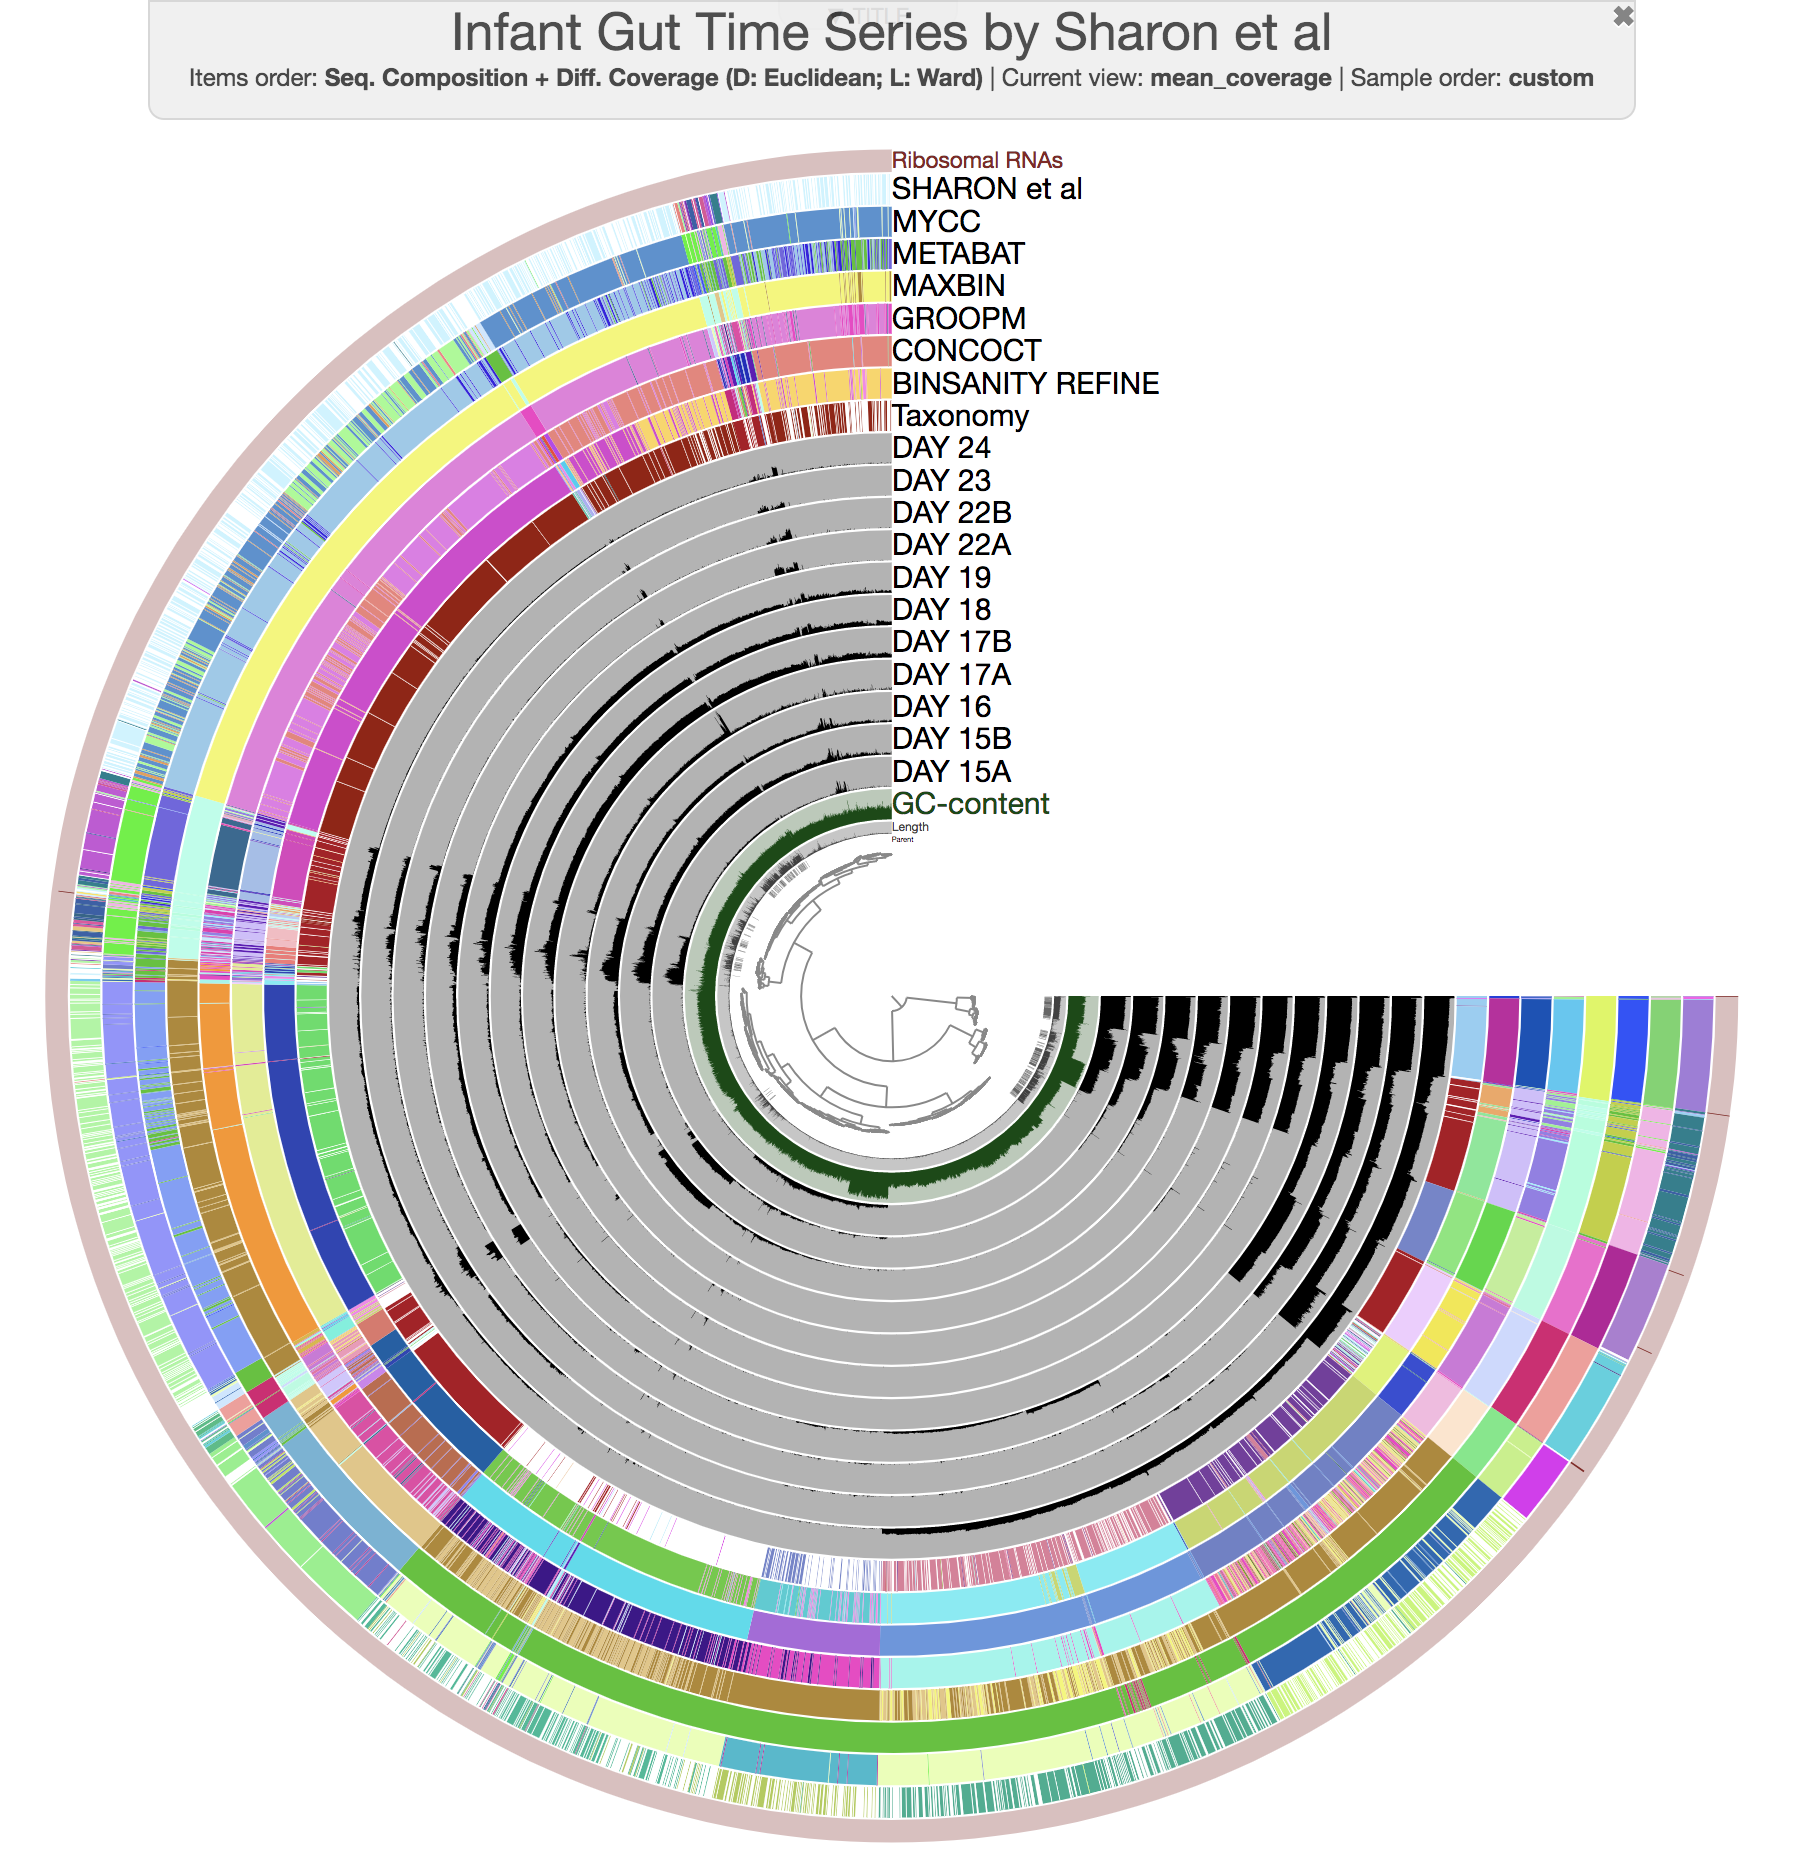 Infant Gut Time Series by Sharon et al
✖
Items order: Seq. Composition + Diff. Coverage (D: Euclidean; L: Ward) | Current view: mean_coverage | Sample order: custom
Ribosomal RNAs
SHARON et al
MYCC
METABAT
MAXBIN
GROOPM
CONCOCT
BINSANITY REFINE
Taxonomy
DAY 24
DAY 23
DAY 22B
DAY 22A
DAY 19
DAY 18
DAY 17B
DAY 17A
DAY 16
DAY 15B
DAY 15A
GC-content
Length
Parent